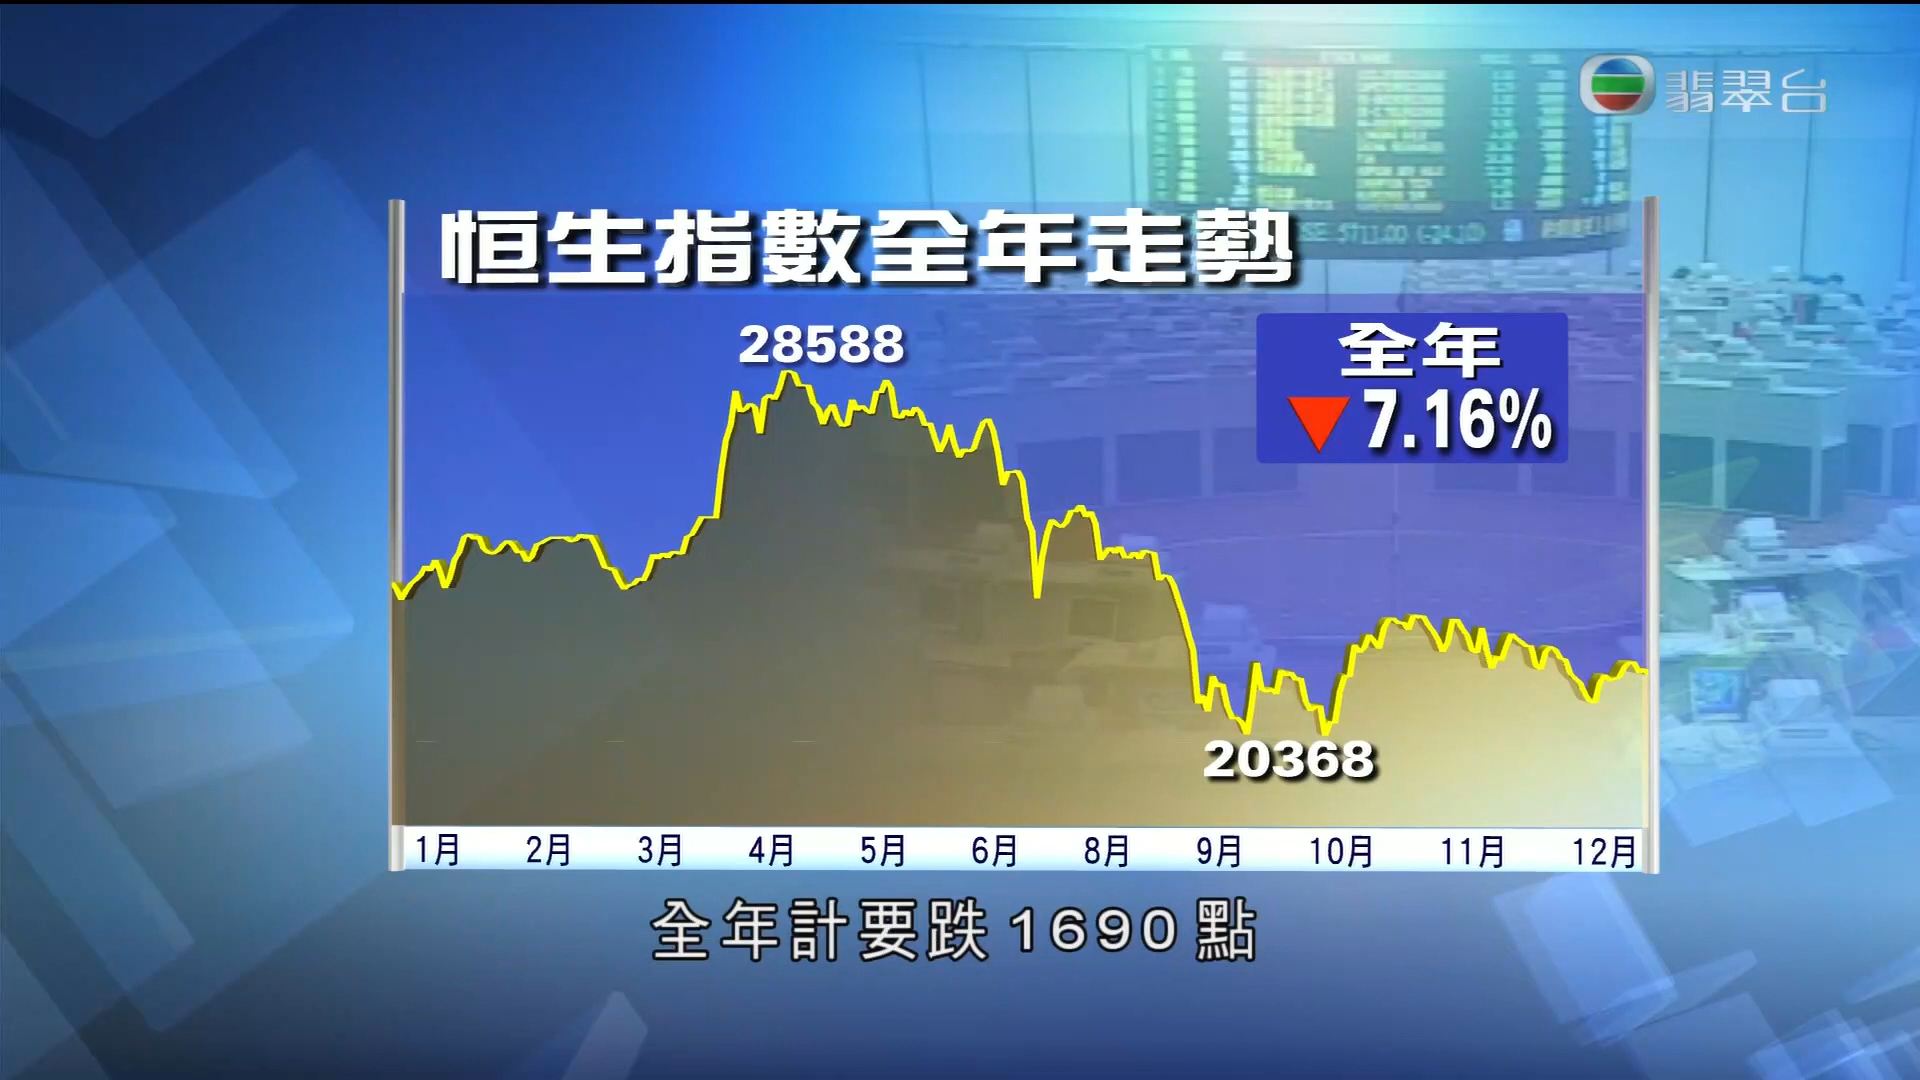 翡翠台
恒生指數全年走勢
28588
全年
▼7.16%
20368
1月 2月 3月 4月 5月 6月 8月 9月 10月 11月 12月
全年計要跌1690點